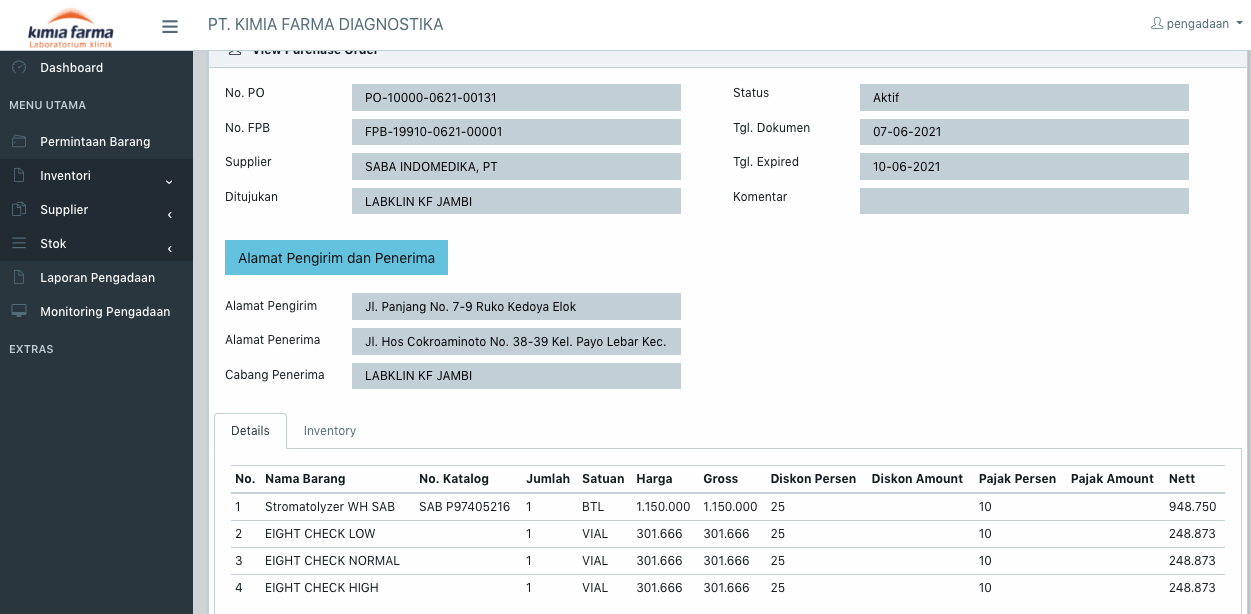 kimia farma
Laboratorium klinik
PT. KIMIA FARMA DIAGNOSTIKA
pengadaan
Dashboard
MENU UTAMA
Permintaan Barang
Inventori
Supplier
Stok
Laporan Pengadaan
Monitoring Pengadaan
EXTRAS
View Purchase Order
No. PO PO-10000-0621-00131 Status Aktif
No. FPB FPB-19910-0621-00001 Tgl. Dokumen 07-06-2021
Supplier SABA INDOMEDIKA, PT Tgl. Expired 10-06-2021
Ditujukan LABKLIN KF JAMBI Komentar
Alamat Pengirim dan Penerima
Alamat Pengirim Jl. Panjang No. 7-9 Ruko Kedoya Elok
Alamat Penerima Jl. Hos Cokroaminoto No. 38-39 Kel. Payo Lebar Kec.
Cabang Penerima LABKLIN KF JAMBI
Details Inventory
No. Nama Barang No. Katalog Jumlah Satuan Harga Gross Diskon Persen Diskon Amount Pajak Persen Pajak Amount Nett
1 Stromatolyzer WH SAB SAB P97405216 1 BTL 1.150.000 1.150.000 25 10 948.750
2 EIGHT CHECK LOW 1 VIAL 301.666 301.666 25 10 248.873
3 EIGHT CHECK NORMAL 1 VIAL 301.666 301.666 25 10 248.873
4 EIGHT CHECK HIGH 1 VIAL 301.666 301.666 25 10 248.873